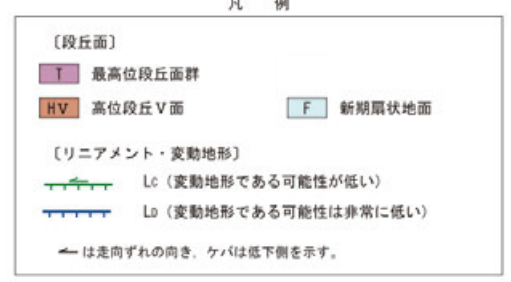 凡 例
〔段丘面〕
T 最高位段丘面群
HV 高位段丘V面 F 新期扇状地面
〔リニアメント・変動地形〕
LC（変動地形である可能性が低い）
LD（変動地形である可能性は非常に低い）
は走向ずれの向き，ケバは低下側を示す。